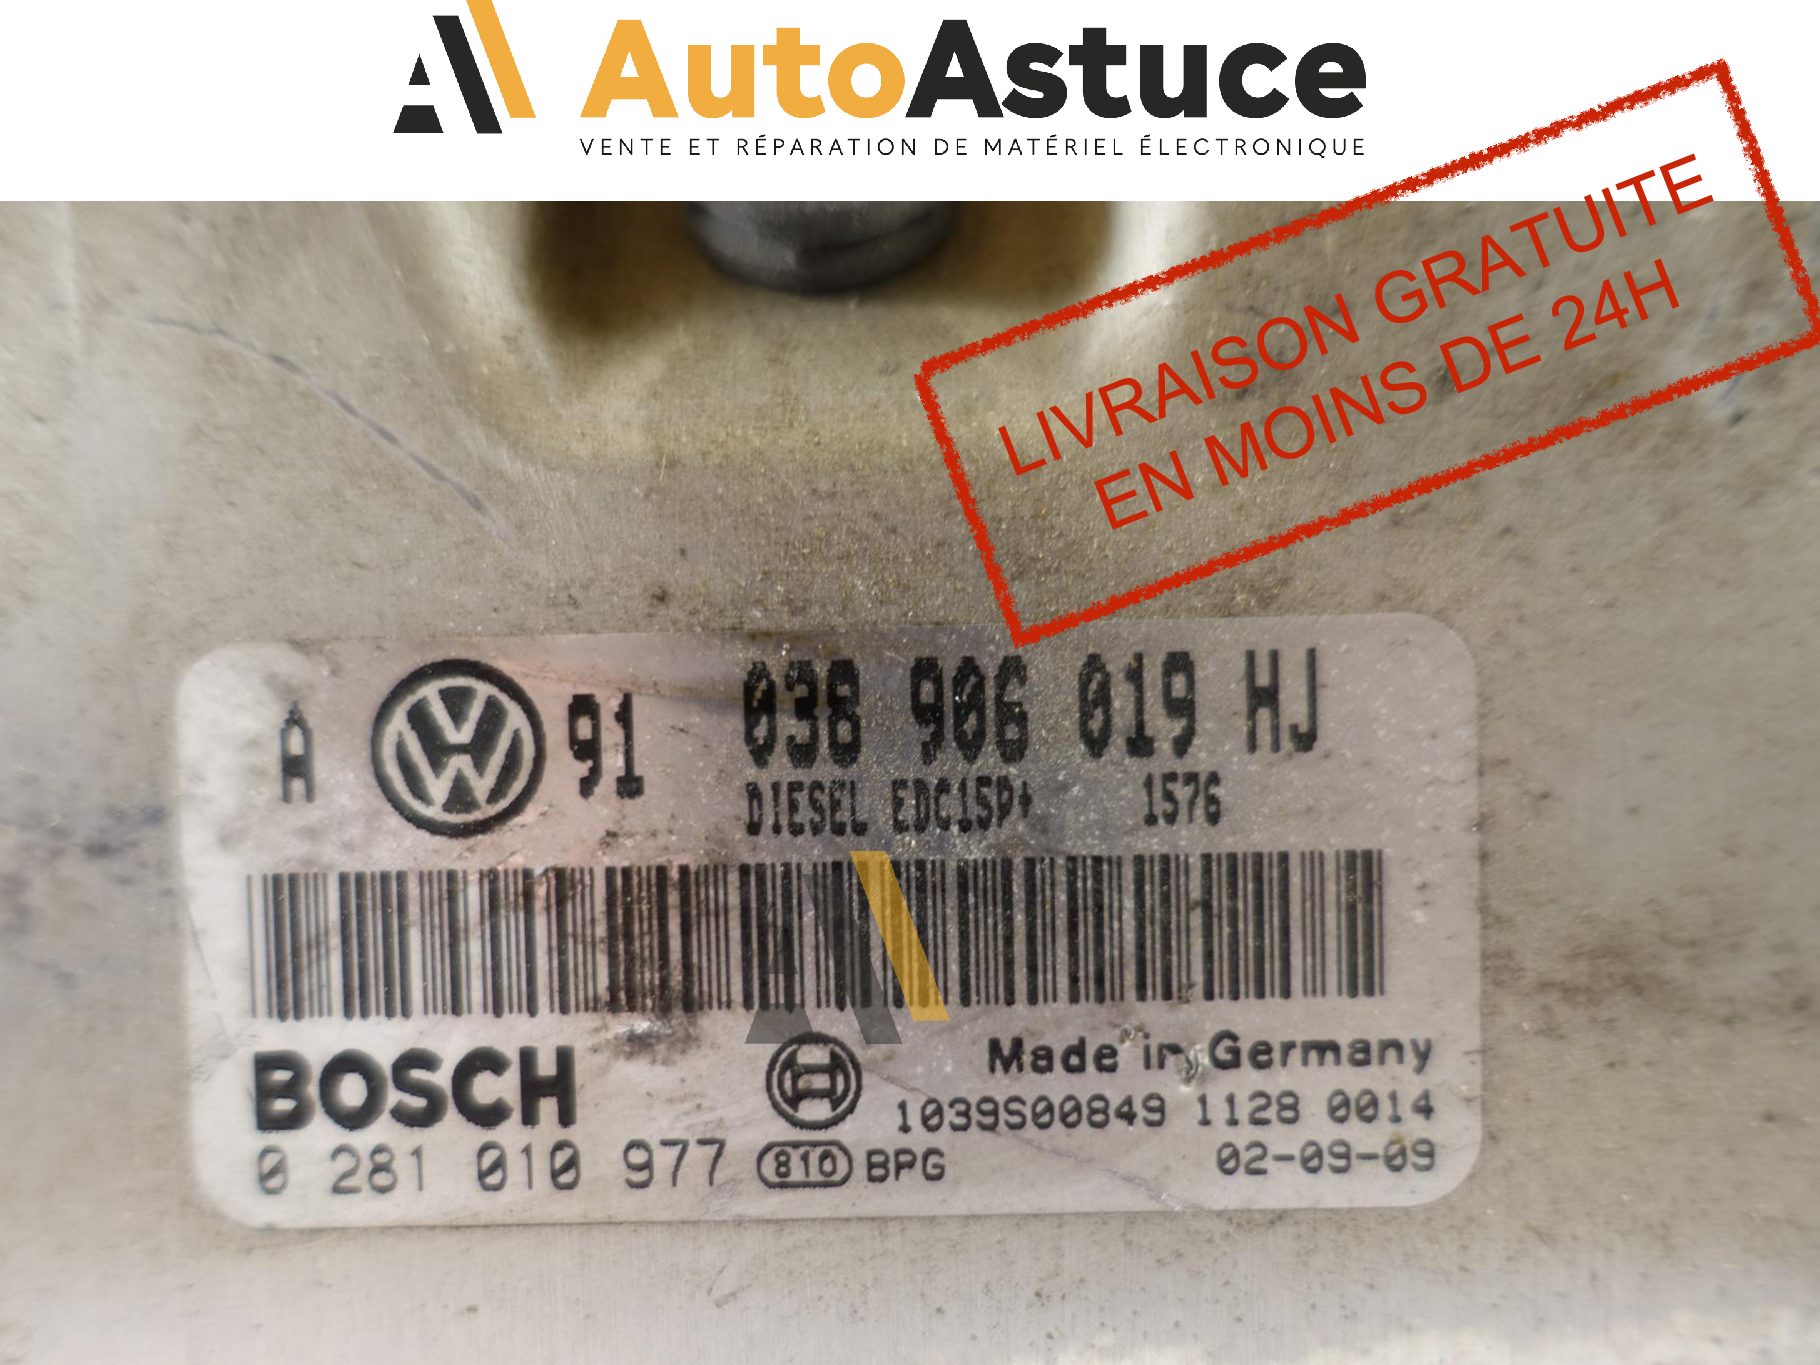 AutoAstuce
VENTE ET RÉPARATION DE MATÉRIEL ÉLECTRONIQUE
LIVRAISON GRATUITE
EN MOINS DE 24H
A 91 038 906 019 HJ
DIESEL EDC15P+ 1576
BOSCH
Made in Germany
1039S00849 1128 0014
0 281 010 977 810 BPG 02-09-09